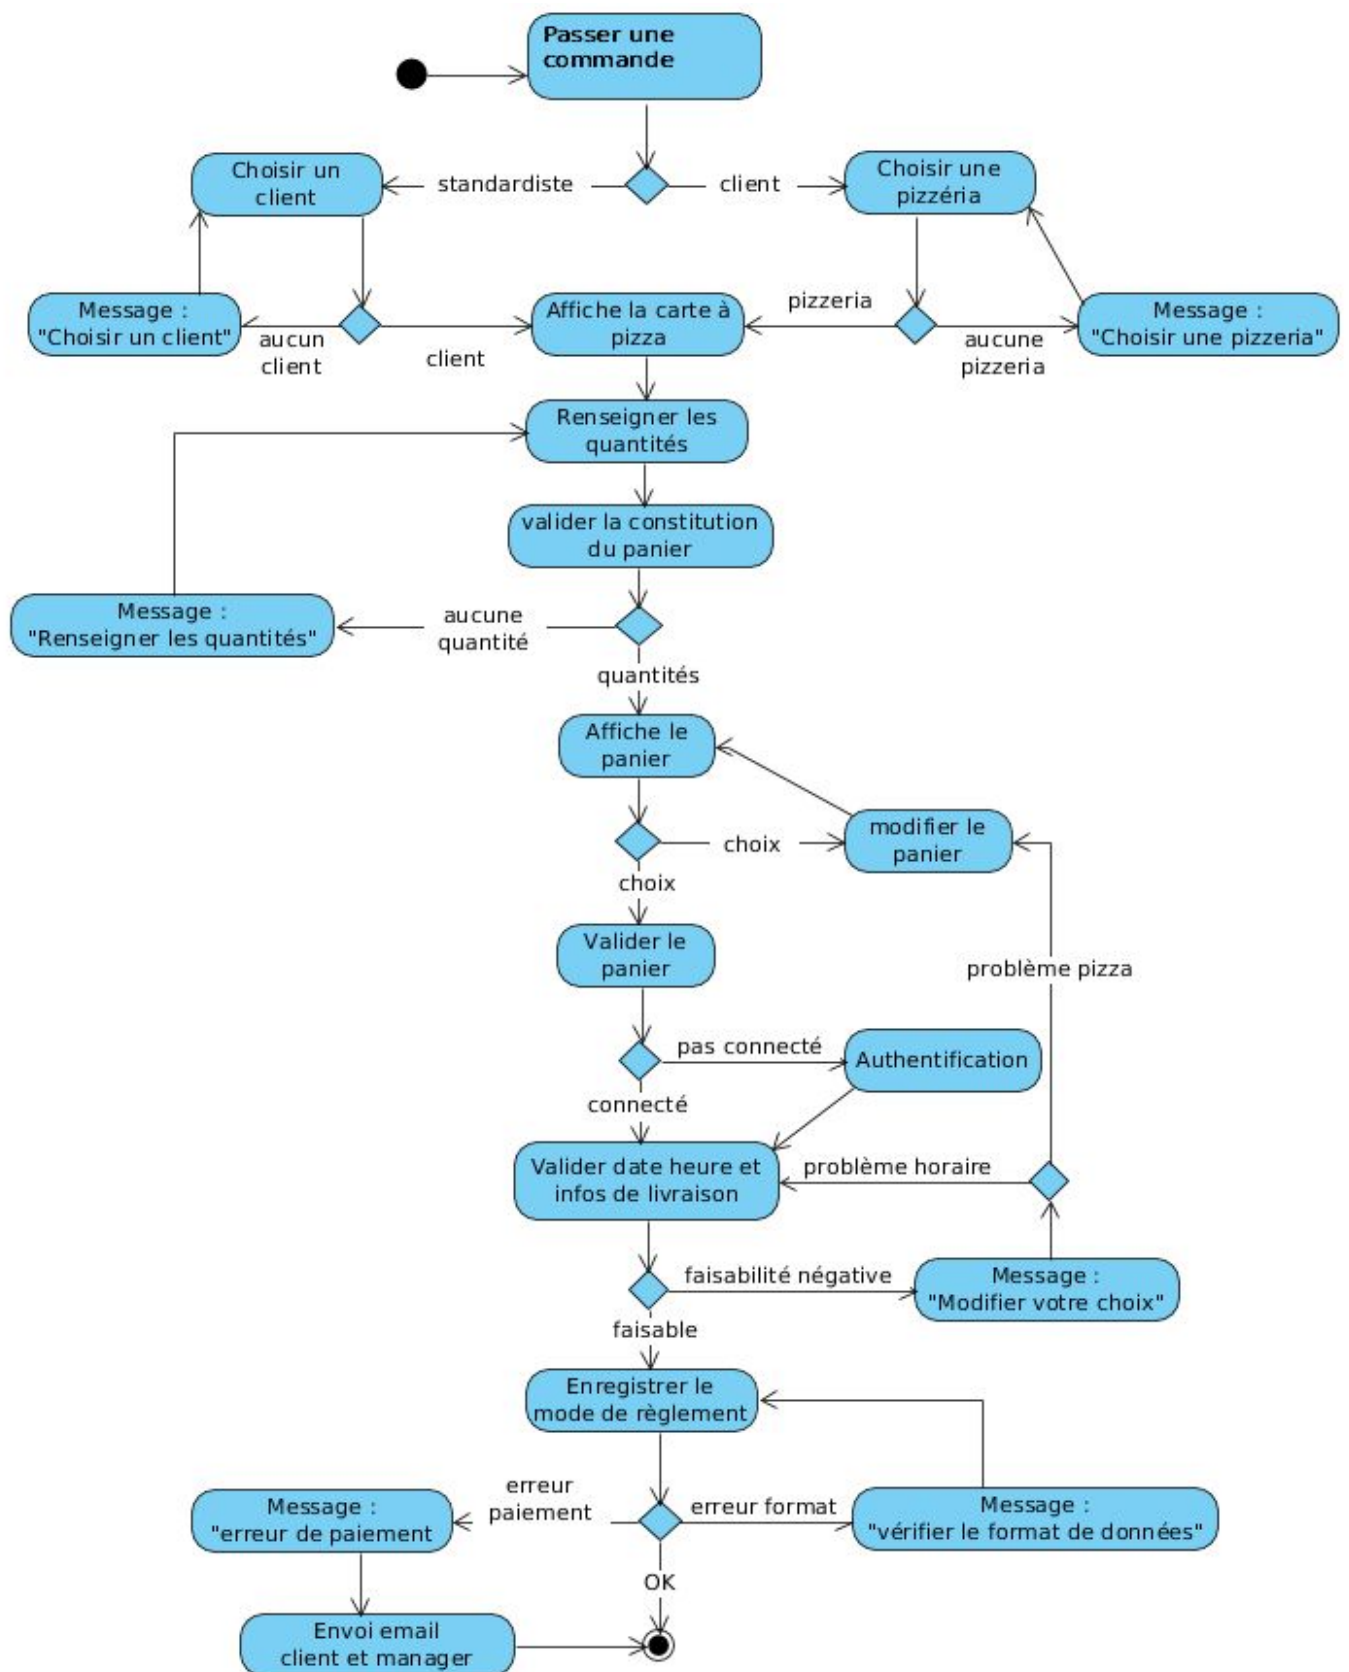 Passer une
commande
Choisir un
client
standardiste
client
Choisir une
pizzéria
Message :
"Choisir un client"
aucun
client
client
Affiche la carte à
pizza
pizzeria
aucune
pizzeria
Message :
"Choisir une pizzeria"
Renseigner les
quantités
valider la constitution
du panier
Message :
"Renseigner les quantités"
aucune
quantité
quantités
Affiche le
panier
choix
modifier le
panier
choix
Valider le
panier
problème pizza
pas connecté
Authentification
connecté
Valider date heure et
infos de livraison
problème horaire
faisabilité négative
Message :
"Modifier votre choix"
faisable
Enregistrer le
mode de règlement
erreur
paiement
Message :
"erreur de paiement
erreur format
Message :
"vérifier le format de données"
OK
Envoi email
client et manager